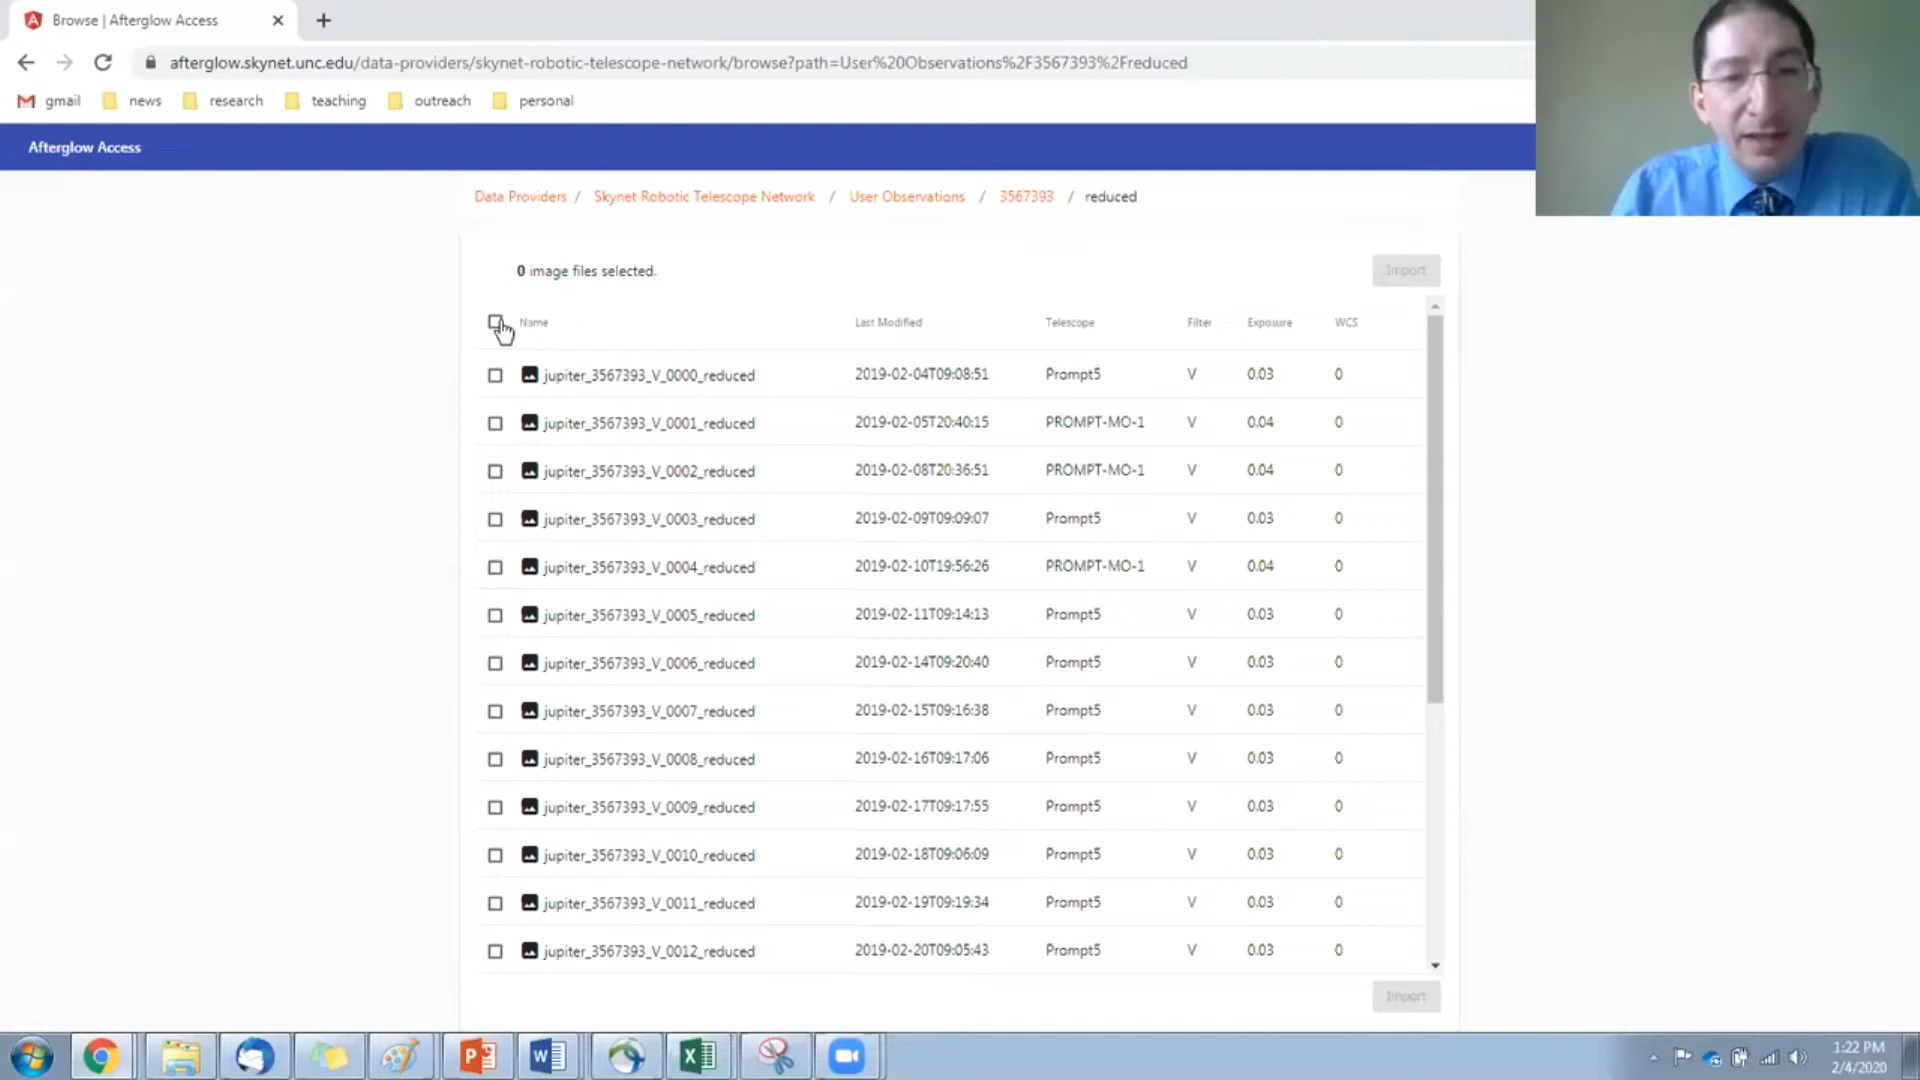 Browse | Afterglow Access
afterglow.skynet.unc.edu/data-providers/skynet-robotic-telescope-network/browse?path=User%20Observations%2F3567393%2Freduced
gmail news research teaching outreach personal
Afterglow Access
Data Providers / Skynet Robotic Telescope Network / User Observations / 3567393 / reduced
0 image files selected. Import
Name Last Modified Telescope Filter Exposure WCS
jupiter_3567393_V_0000_reduced 2019-02-04T09:08:51 Prompt5 V 0.03 0
jupiter_3567393_V_0001_reduced 2019-02-05T20:40:15 PROMPT-MO-1 V 0.04 0
jupiter_3567393_V_0002_reduced 2019-02-08T20:36:51 PROMPT-MO-1 V 0.04 0
jupiter_3567393_V_0003_reduced 2019-02-09T09:09:07 Prompt5 V 0.03 0
jupiter_3567393_V_0004_reduced 2019-02-10T19:56:26 PROMPT-MO-1 V 0.04 0
jupiter_3567393_V_0005_reduced 2019-02-11T09:14:13 Prompt5 V 0.03 0
jupiter_3567393_V_0006_reduced 2019-02-14T09:20:40 Prompt5 V 0.03 0
jupiter_3567393_V_0007_reduced 2019-02-15T09:16:38 Prompt5 V 0.03 0
jupiter_3567393_V_0008_reduced 2019-02-16T09:17:06 Prompt5 V 0.03 0
jupiter_3567393_V_0009_reduced 2019-02-17T09:17:55 Prompt5 V 0.03 0
jupiter_3567393_V_0010_reduced 2019-02-18T09:06:09 Prompt5 V 0.03 0
jupiter_3567393_V_0011_reduced 2019-02-19T09:19:34 Prompt5 V 0.03 0
jupiter_3567393_V_0012_reduced 2019-02-20T09:05:43 Prompt5 V 0.03 0
Import
1:22 PM
2/4/2020